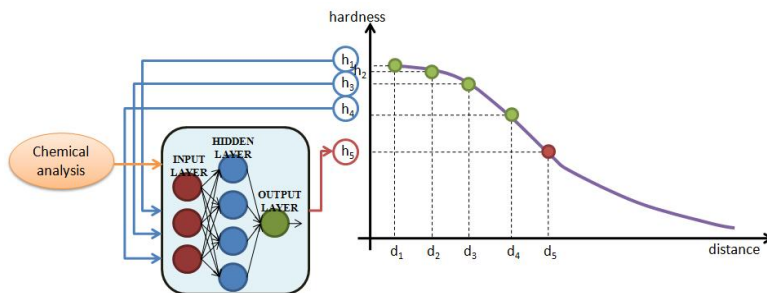 hardness
h1
h2
h3
h4
h5
Chemical
analysis
INPUT
LAYER
HIDDEN
LAYER
OUTPUT
LAYER
d1
d2
d3
d4
d5
distance